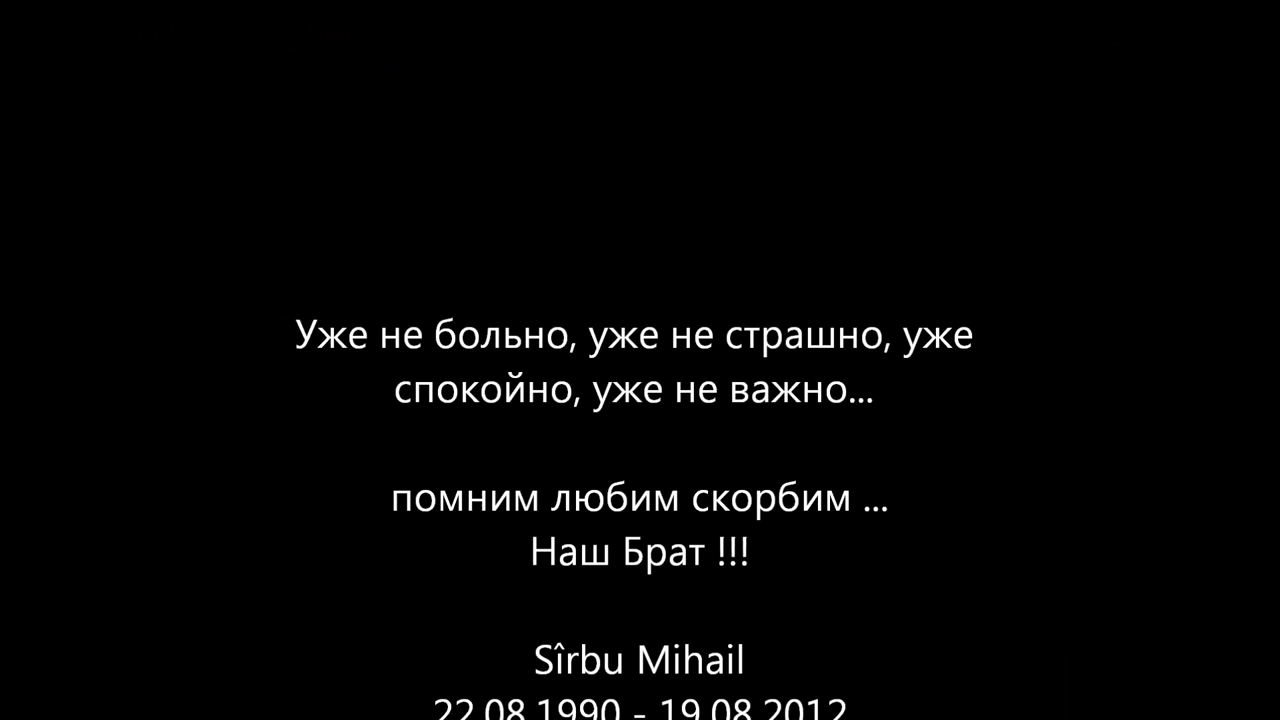 Уже не больно, уже не страшно, уже
спокойно, уже не важно...
помним любим скорбим ...
Наш Брат !!!
Sîrbu Mihail
22.08.1990 - 19.08.2012